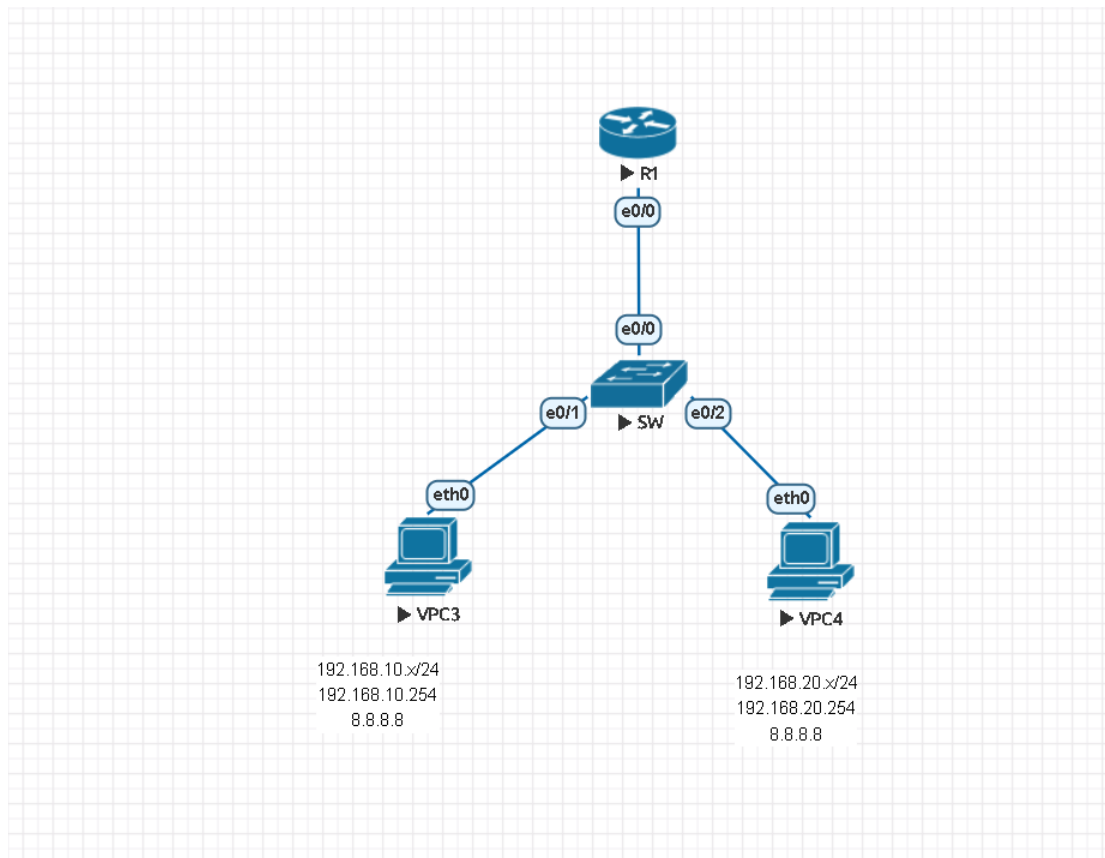 R1
e0/0
e0/0
e0/1
SW
e0/2
eth0
eth0
VPC3
VPC4
192.168.10.x/24
192.168.10.254
8.8.8.8
192.168.20.x/24
192.168.20.254
8.8.8.8